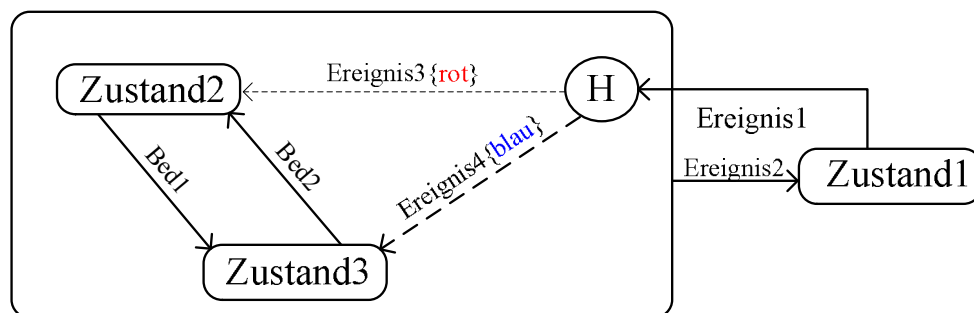 Ereignis3{rot}
Zustand2
H
Ereignis1
Bed1
Bed2
Ereignis4{blau}
Ereignis2
Zustand1
Zustand3